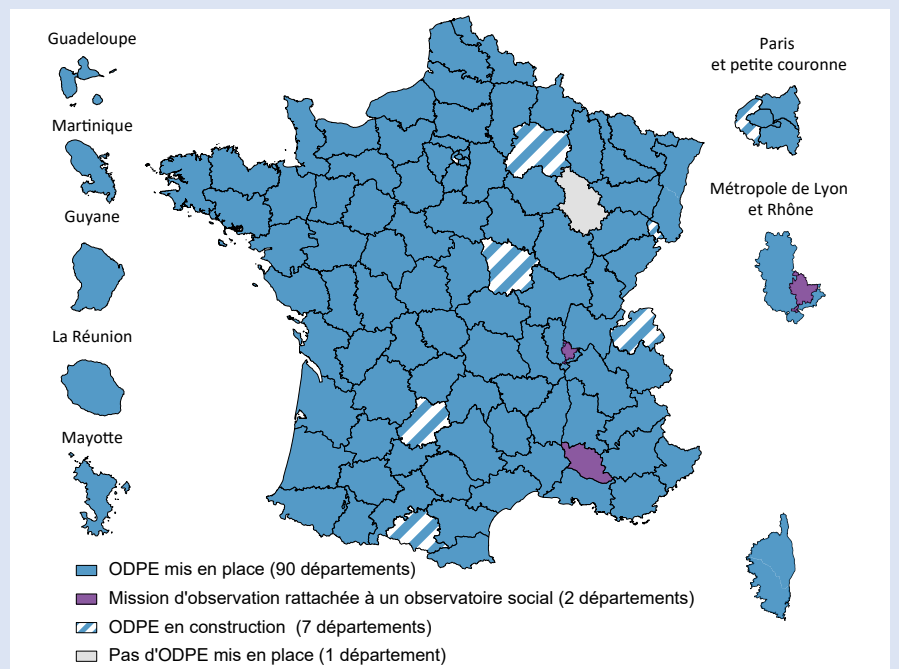 Guadeloupe
Martinique
Guyane
La Réunion
Mayotte
Paris
et petite couronne
Métropole de Lyon
et Rhône
ODPE mis en place (90 départements)
Mission d'observation rattachée à un observatoire social (2 départements)
ODPE en construction (7 départements)
Pas d'ODPE mis en place (1 département)